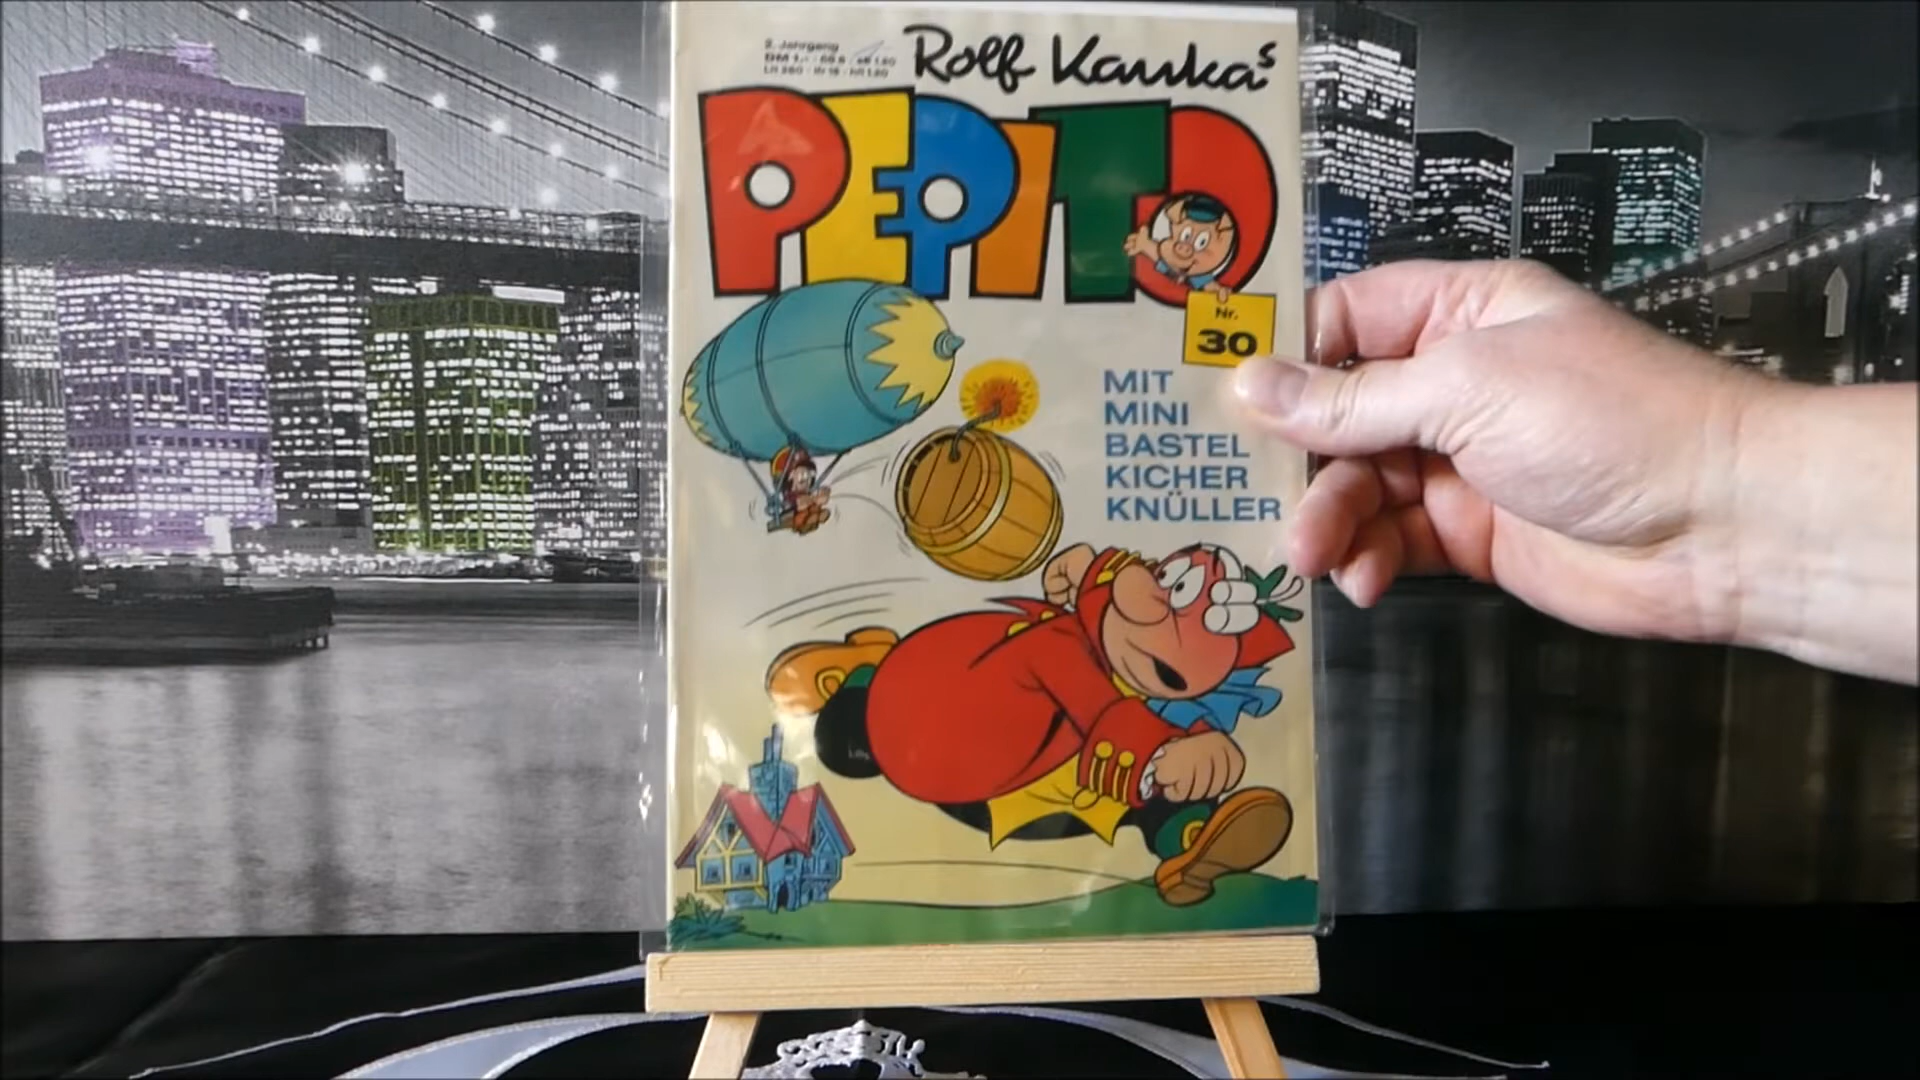 2. Jahrgang
Rolf Kaukas
DM 1,-
PEPITO
Nr.
30
MIT
MINI
BASTEL
KICHER
KNÜLLER